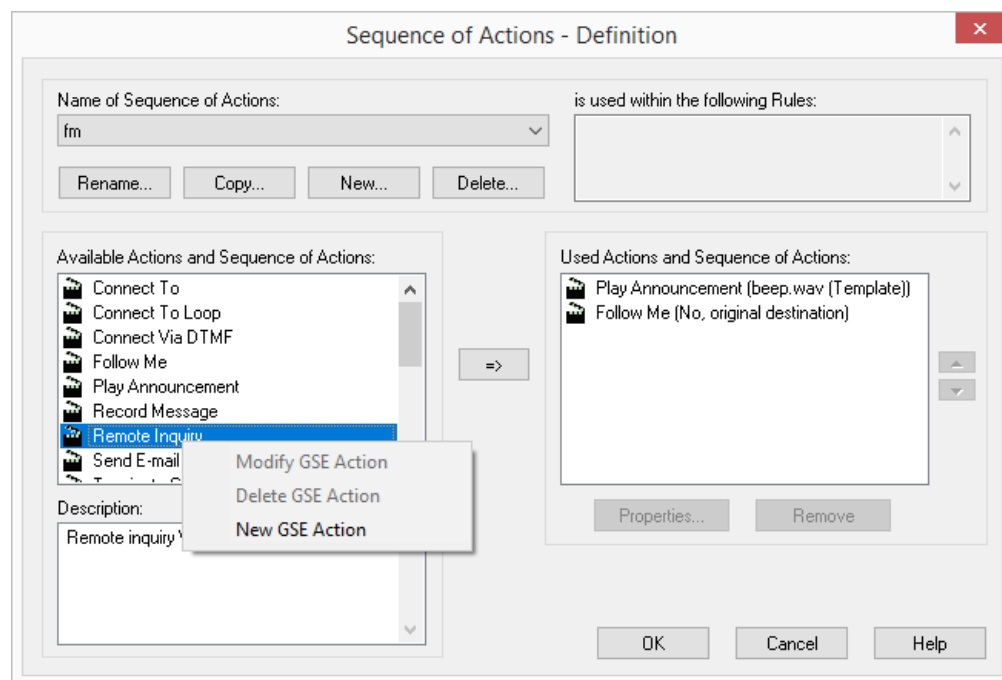 Sequence of Actions - Definition
Name of Sequence of Actions:
fm
Rename...
Copy...
New...
Delete...
is used within the following Rules:
Available Actions and Sequence of Actions:
Connect To
Connect To Loop
Connect Via DTMF
Follow Me
Play Announcement
Record Message
Remote Inquiry
Send E-mail
Modify GSE Action
Delete GSE Action
New GSE Action
Description:
Remote inquiry
=>
Used Actions and Sequence of Actions:
Play Announcement (beep.wav (Template))
Follow Me (No, original destination)
Properties...
Remove
OK
Cancel
Help